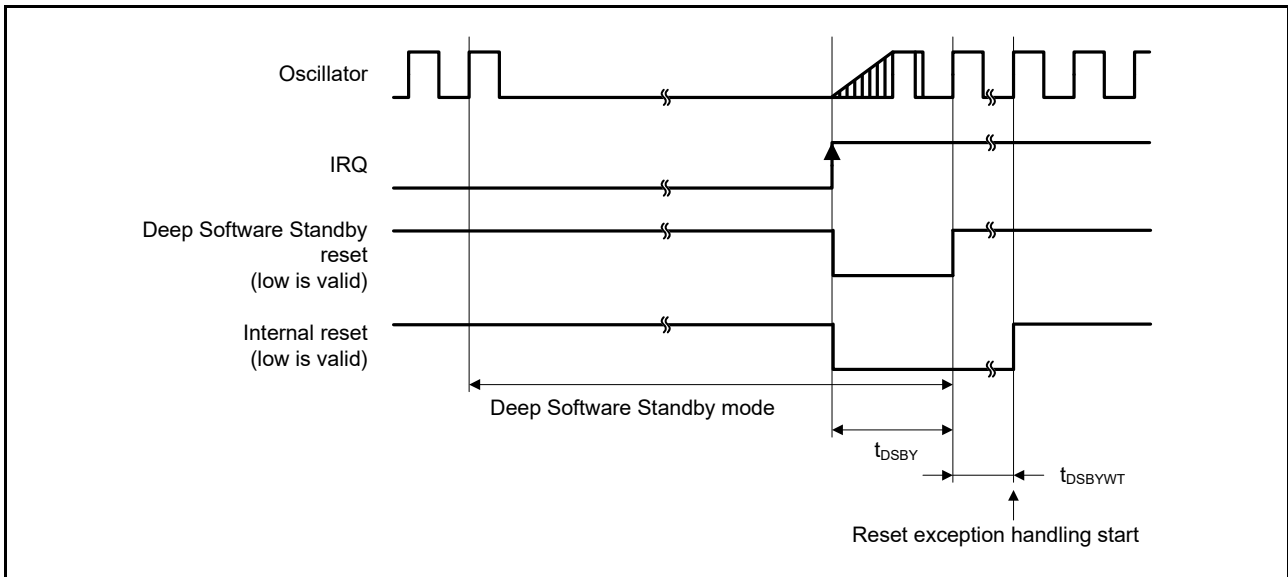 Oscillator
IRQ
Deep Software Standby
reset
(low is valid)
Internal reset
(low is valid)
Deep Software Standby mode
tDSBY
tDSBYWT
Reset exception handling start